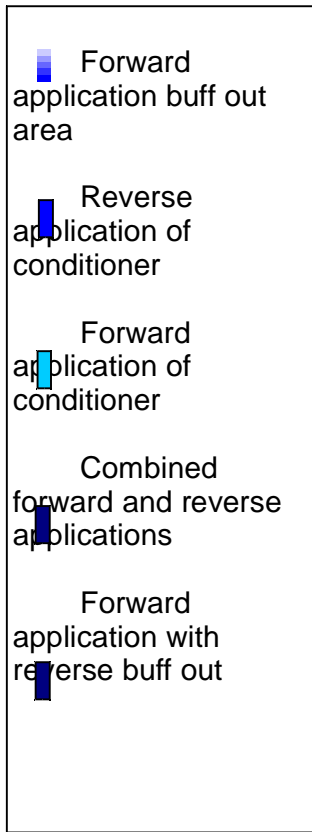 Forward
application buff out
area
Reverse
application of
conditioner
Forward
application of
conditioner
Combined
forward and reverse
applications
Forward
application with
reverse buff out